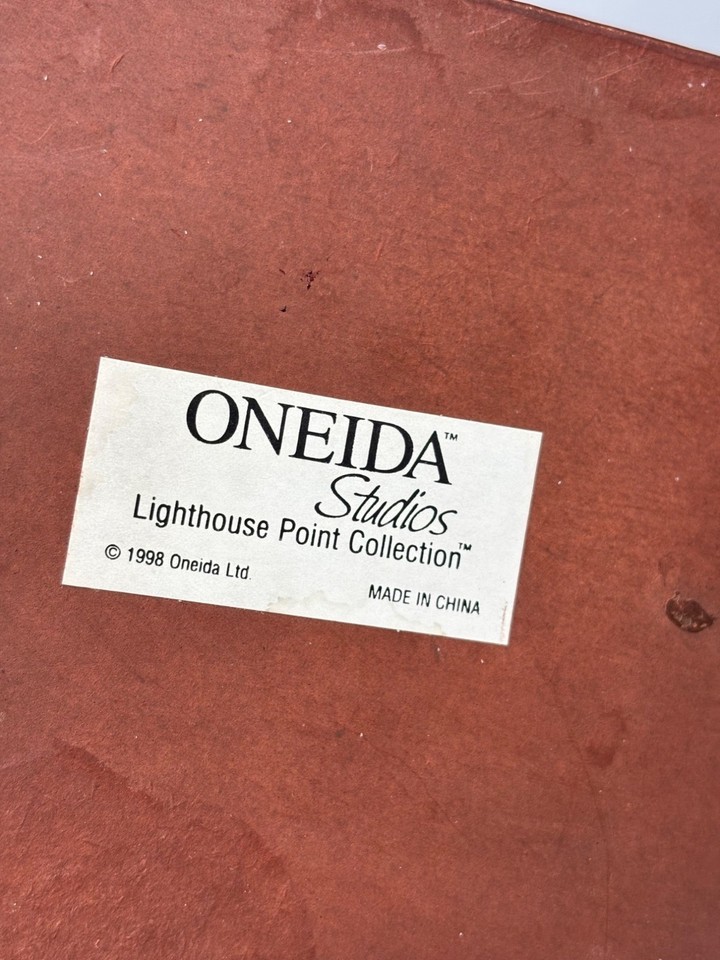 ONEIDA™
Studios
Lighthouse Point Collection™
© 1998 Oneida Ltd.
MADE IN CHINA